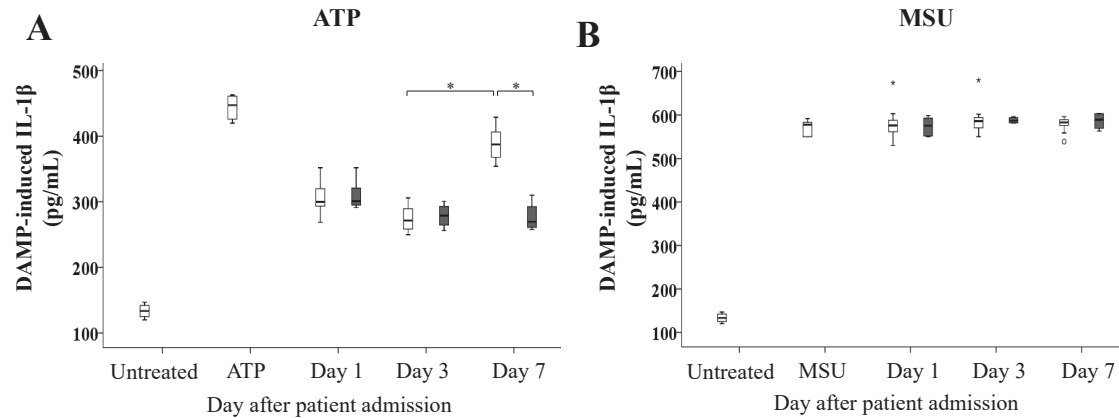 A
ATP
DAMP-induced IL-1β
(pg/mL)
500
400
300
200
100
*
*
Untreated
ATP
Day 1
Day 3
Day 7
Day after patient admission
B
MSU
DAMP-induced IL-1β
(pg/mL)
700
600
500
400
300
200
100
*
*
Untreated
MSU
Day 1
Day 3
Day 7
Day after patient admission